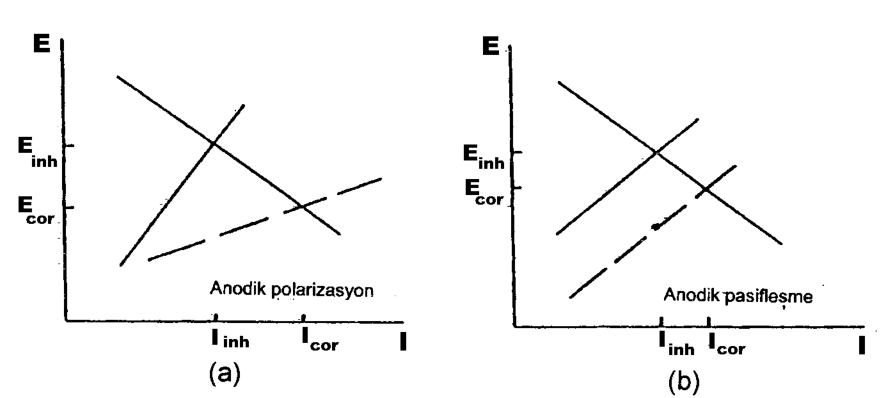 E
E inh
E cor
Anodik polarizasyon
I inh
I cor
I
(a)
E
E inh
E cor
Anodik pasifleşme
I inh
I cor
I
(b)